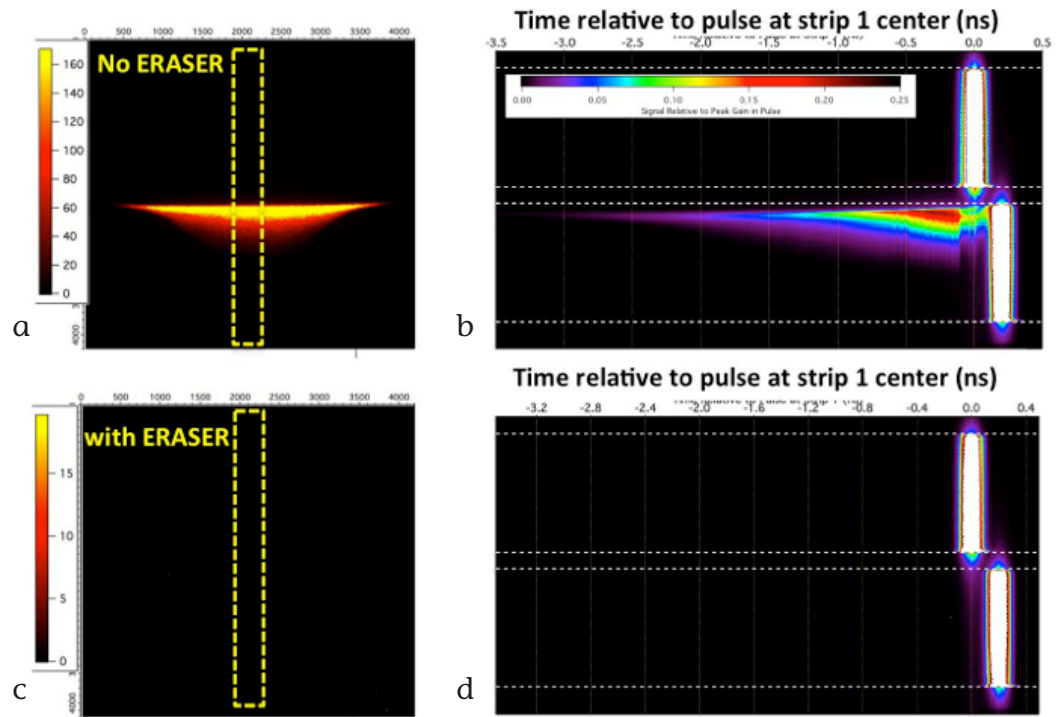 0 500 1000 1500 2000 2500 3000 3500 4000
160
140
120
100
80
60
40
20
0
No ERASER
4000
a
Time relative to pulse at strip 1 center (ns)
-3.5 -3.0 -2.5 -2.0 -1.5 -1.0 -0.5 0.0 0.5
0.00 0.05 0.10 0.15 0.20 0.25
Signal Relative to Peak Gain in Pulse
b
0 500 1000 1500 2000 2500 3000 3500 4000
15
10
5
0
with ERASER
4000
c
Time relative to pulse at strip 1 center (ns)
-3.2 -2.8 -2.4 -2.0 -1.6 -1.2 -0.8 -0.4 -0.0 0.4
d